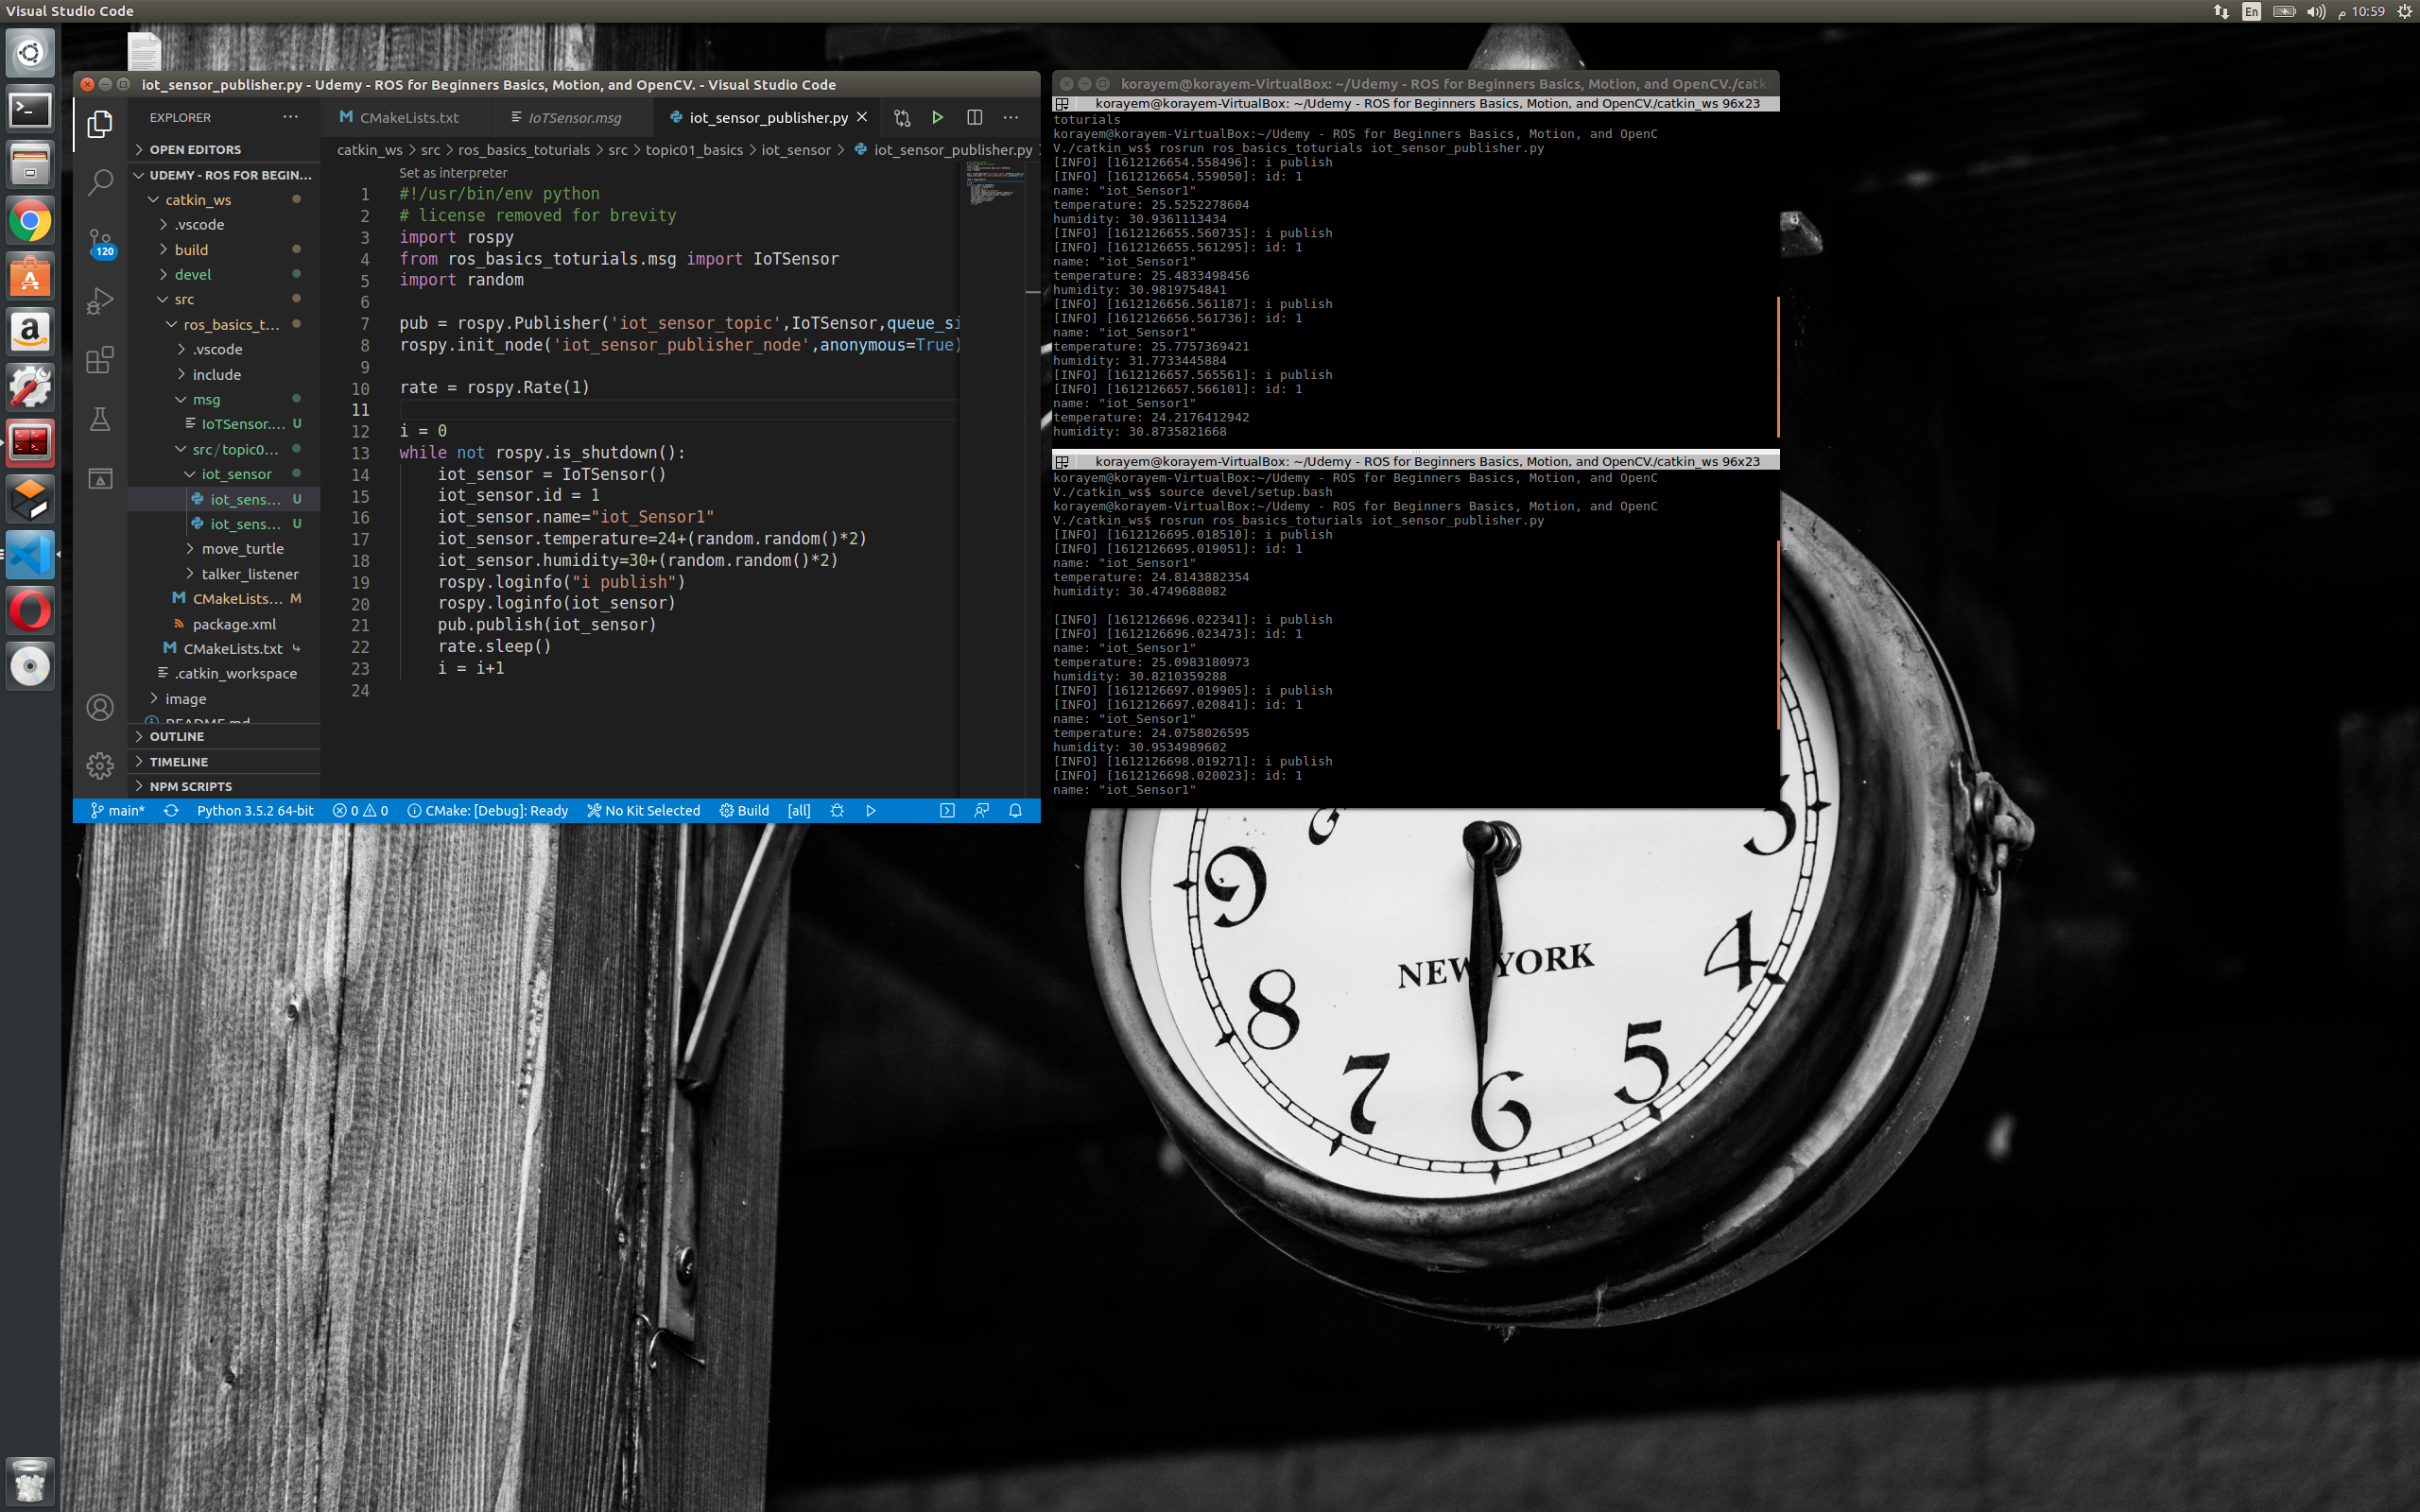 Visual Studio Code
En
م 10:59
iot_sensor_publisher.py - Udemy - ROS for Beginners Basics, Motion, and OpenCV. - Visual Studio Code
EXPLORER
OPEN EDITORS
UDEMY - ROS FOR BEGIN...
catkin_ws
.vscode
build
devel
src
ros_basics_t...
.vscode
include
msg
IoTSensor.... U
src/topic0...
iot_sensor
iot_sens... U
iot_sens... U
move_turtle
talker_listener
CMakeLists... M
package.xml
CMakeLists.txt
.catkin_workspace
image
README.md
OUTLINE
TIMELINE
NPM SCRIPTS
120
CMakeLists.txt
IoTSensor.msg
iot_sensor_publisher.py
catkin_ws > src > ros_basics_toturials > src > topic01_basics > iot_sensor > iot_sensor_publisher.py
Set as interpreter
1 #!/usr/bin/env python
2 # license removed for brevity
3 import rospy
4 from ros_basics_toturials.msg import IoTSensor
5 import random
6
7 pub = rospy.Publisher('iot_sensor_topic',IoTSensor,queue_si
8 rospy.init_node('iot_sensor_publisher_node',anonymous=True)
9
10 rate = rospy.Rate(1)
11
12 i = 0
13 while not rospy.is_shutdown():
14 iot_sensor = IoTSensor()
15 iot_sensor.id = 1
16 iot_sensor.name="iot_Sensor1"
17 iot_sensor.temperature=24+(random.random()*2)
18 iot_sensor.humidity=30+(random.random()*2)
19 rospy.loginfo("i publish")
20 rospy.loginfo(iot_sensor)
21 pub.publish(iot_sensor)
22 rate.sleep()
23 i = i+1
24
main* Python 3.5.2 64-bit 0 0 CMake: [Debug]: Ready No Kit Selected Build [all]
korayem@korayem-VirtualBox: ~/Udemy - ROS for Beginners Basics, Motion, and OpenCV./catk
korayem@korayem-VirtualBox: ~/Udemy - ROS for Beginners Basics, Motion, and OpenCV./catkin_ws 96x23
toturials
korayem@korayem-VirtualBox:~/Udemy - ROS for Beginners Basics, Motion, and OpenC
V./catkin_ws$ rosrun ros_basics_toturials iot_sensor_publisher.py
[INFO] [1612126654.558496]: i publish
[INFO] [1612126654.559050]: id: 1
name: "iot_Sensor1"
temperature: 25.5252278604
humidity: 30.9361113434
[INFO] [1612126655.560735]: i publish
[INFO] [1612126655.561295]: id: 1
name: "iot_Sensor1"
temperature: 25.4833498456
humidity: 30.9819754841
[INFO] [1612126656.561187]: i publish
[INFO] [1612126656.561736]: id: 1
name: "iot_Sensor1"
temperature: 25.7757369421
humidity: 31.7733445884
[INFO] [1612126657.565561]: i publish
[INFO] [1612126657.566101]: id: 1
name: "iot_Sensor1"
temperature: 24.2176412942
humidity: 30.8735821668
korayem@korayem-VirtualBox: ~/Udemy - ROS for Beginners Basics, Motion, and OpenCV./catkin_ws 96x23
korayem@korayem-VirtualBox:~/Udemy - ROS for Beginners Basics, Motion, and OpenC
V./catkin_ws$ source devel/setup.bash
korayem@korayem-VirtualBox:~/Udemy - ROS for Beginners Basics, Motion, and OpenC
V./catkin_ws$ rosrun ros_basics_toturials iot_sensor_publisher.py
[INFO] [1612126695.018510]: i publish
[INFO] [1612126695.019051]: id: 1
name: "iot_Sensor1"
temperature: 24.8143882354
humidity: 30.4749688082
[INFO] [1612126696.022341]: i publish
[INFO] [1612126696.023473]: id: 1
name: "iot_Sensor1"
temperature: 25.0983180973
humidity: 30.8210359288
[INFO] [1612126697.019905]: i publish
[INFO] [1612126697.020841]: id: 1
name: "iot_Sensor1"
temperature: 24.0758026595
humidity: 30.9534989602
[INFO] [1612126698.019271]: i publish
[INFO] [1612126698.020023]: id: 1
name: "iot_Sensor1"
3
9
4
NEW YORK
8
5
7
6